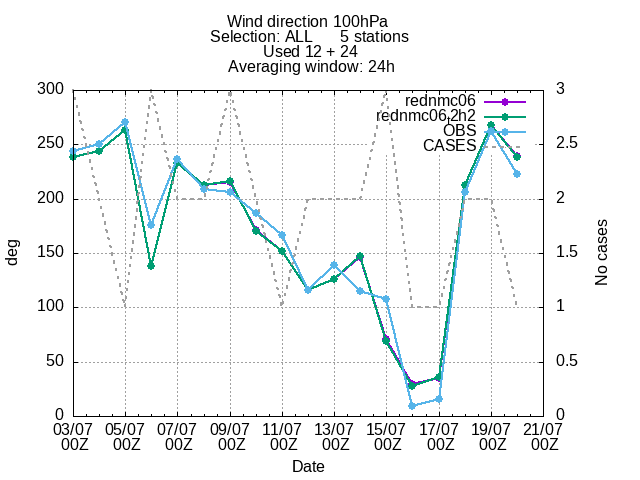 Wind direction 100hPa
Selection: ALL 5 stations
Used 12 + 24
Averaging window: 24h
300
250
200
150
100
50
0
deg
3
2.5
2
1.5
1
0.5
0
No cases
rednmc06
rednmc06.2h2
OBS
CASES
03/07 05/07 07/07 09/07 11/07 13/07 15/07 17/07 19/07 21/07
00Z 00Z 00Z 00Z 00Z 00Z 00Z 00Z 00Z 00Z
Date